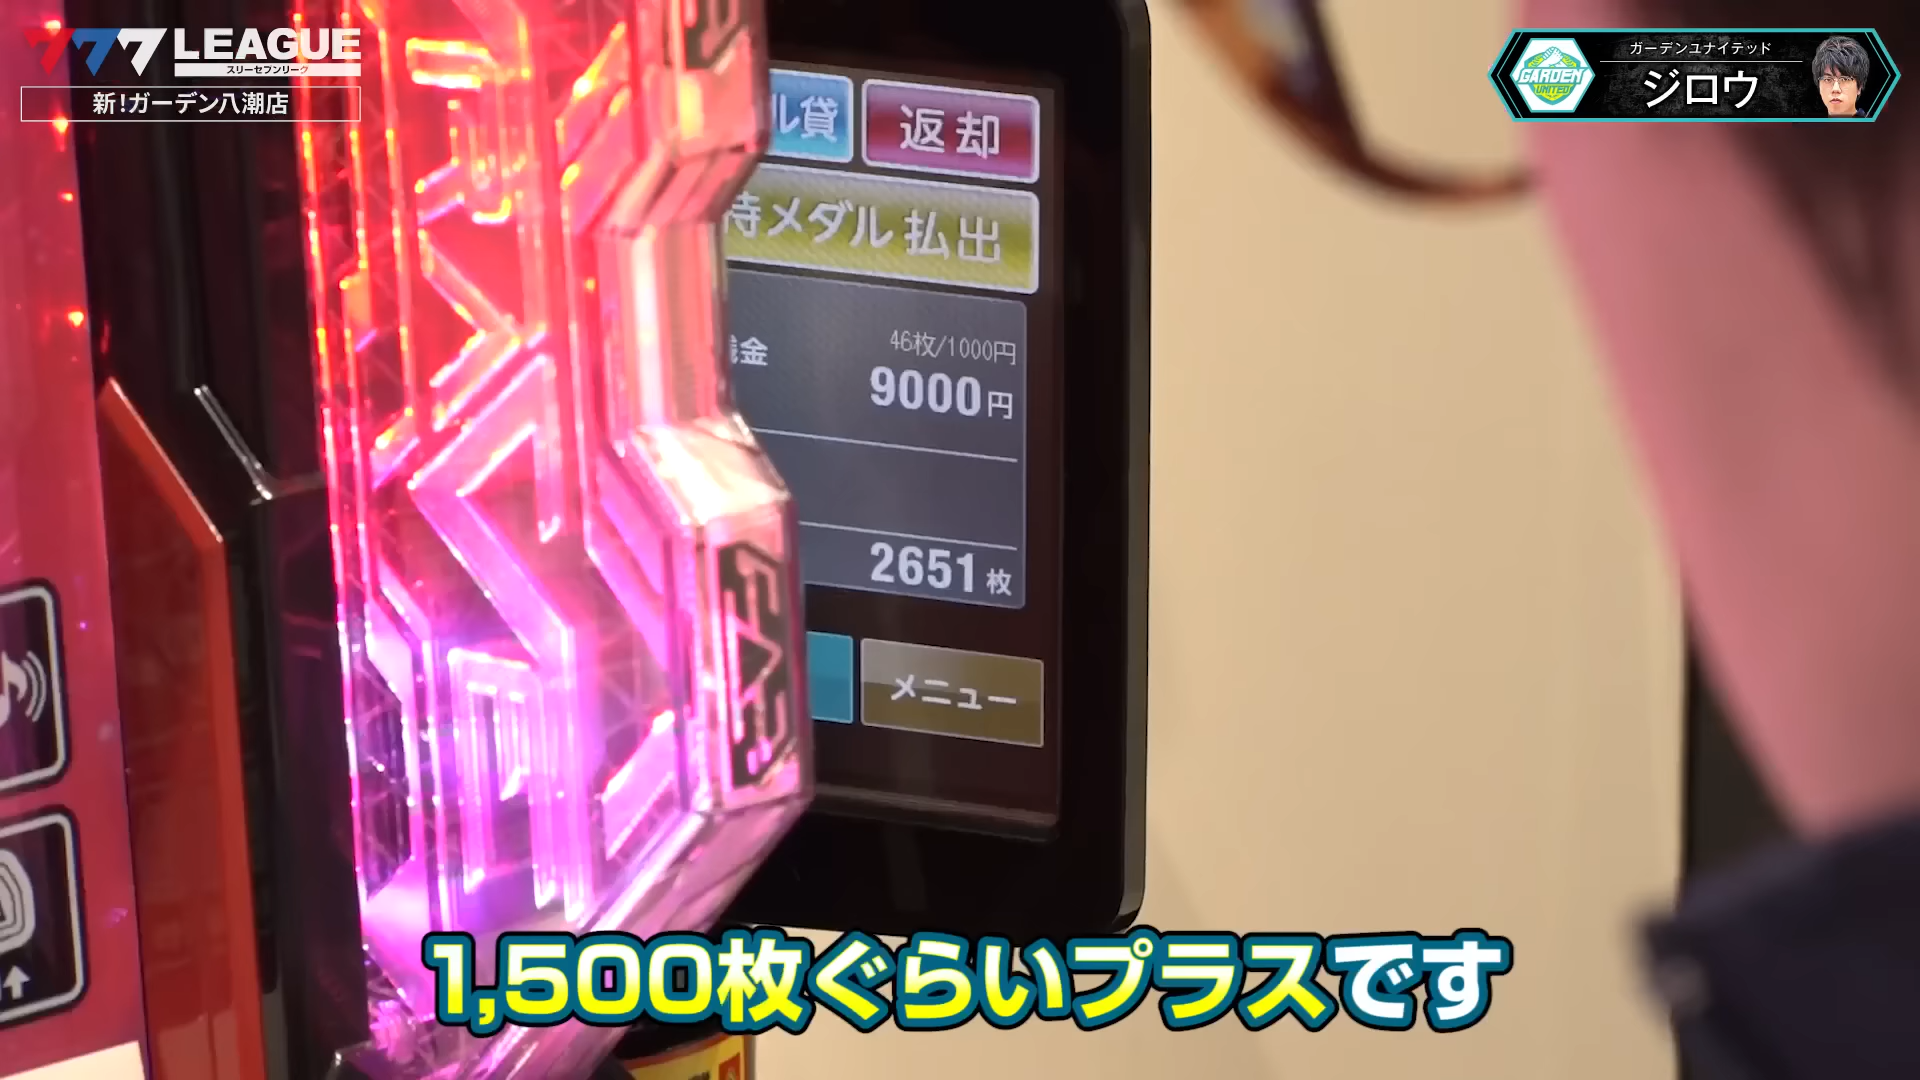 777 LEAGUE
スリーセブンリーグ
新!ガーデン八潮店
GARDEN
UNITED
ガーデンユナイテッド
ジロウ
ル貸
返却
持メダル払出
残金
46枚/1000円
9000円
2651枚
メニュー
1,500枚ぐらいプラスです